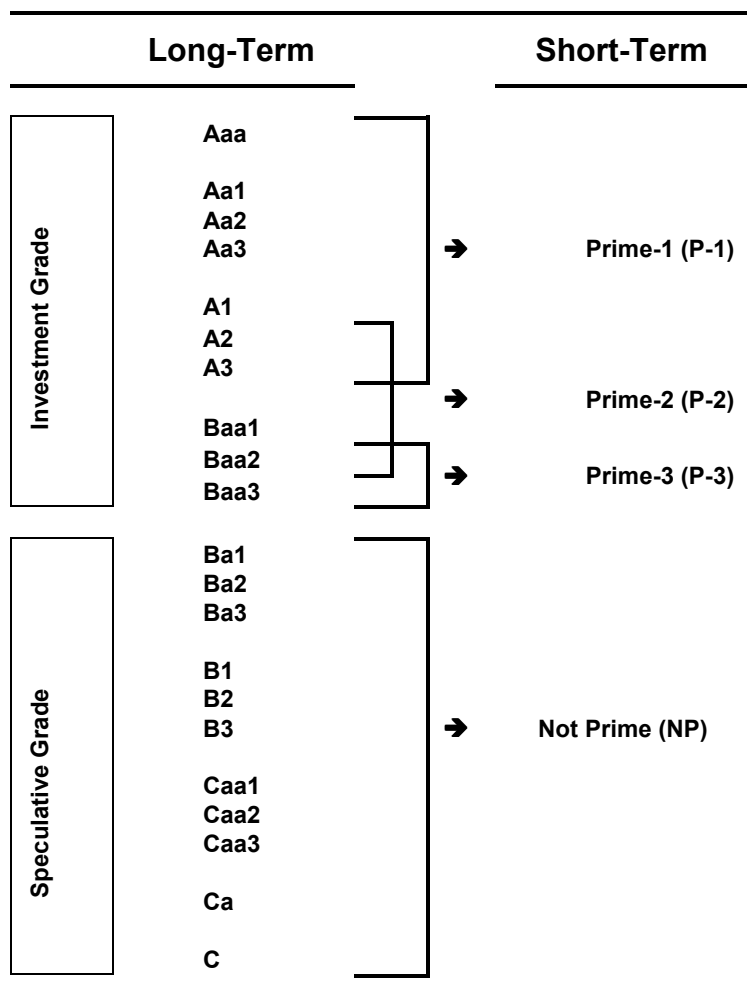 Long-Term Short-Term
Investment Grade
Aaa
Aa1
Aa2
Aa3 ➔ Prime-1 (P-1)
A1
A2
A3
➔ Prime-2 (P-2)
Baa1
Baa2
➔ Prime-3 (P-3)
Baa3
Speculative Grade
Ba1
Ba2
Ba3
B1
B2
B3 ➔ Not Prime (NP)
Caa1
Caa2
Caa3
Ca
C